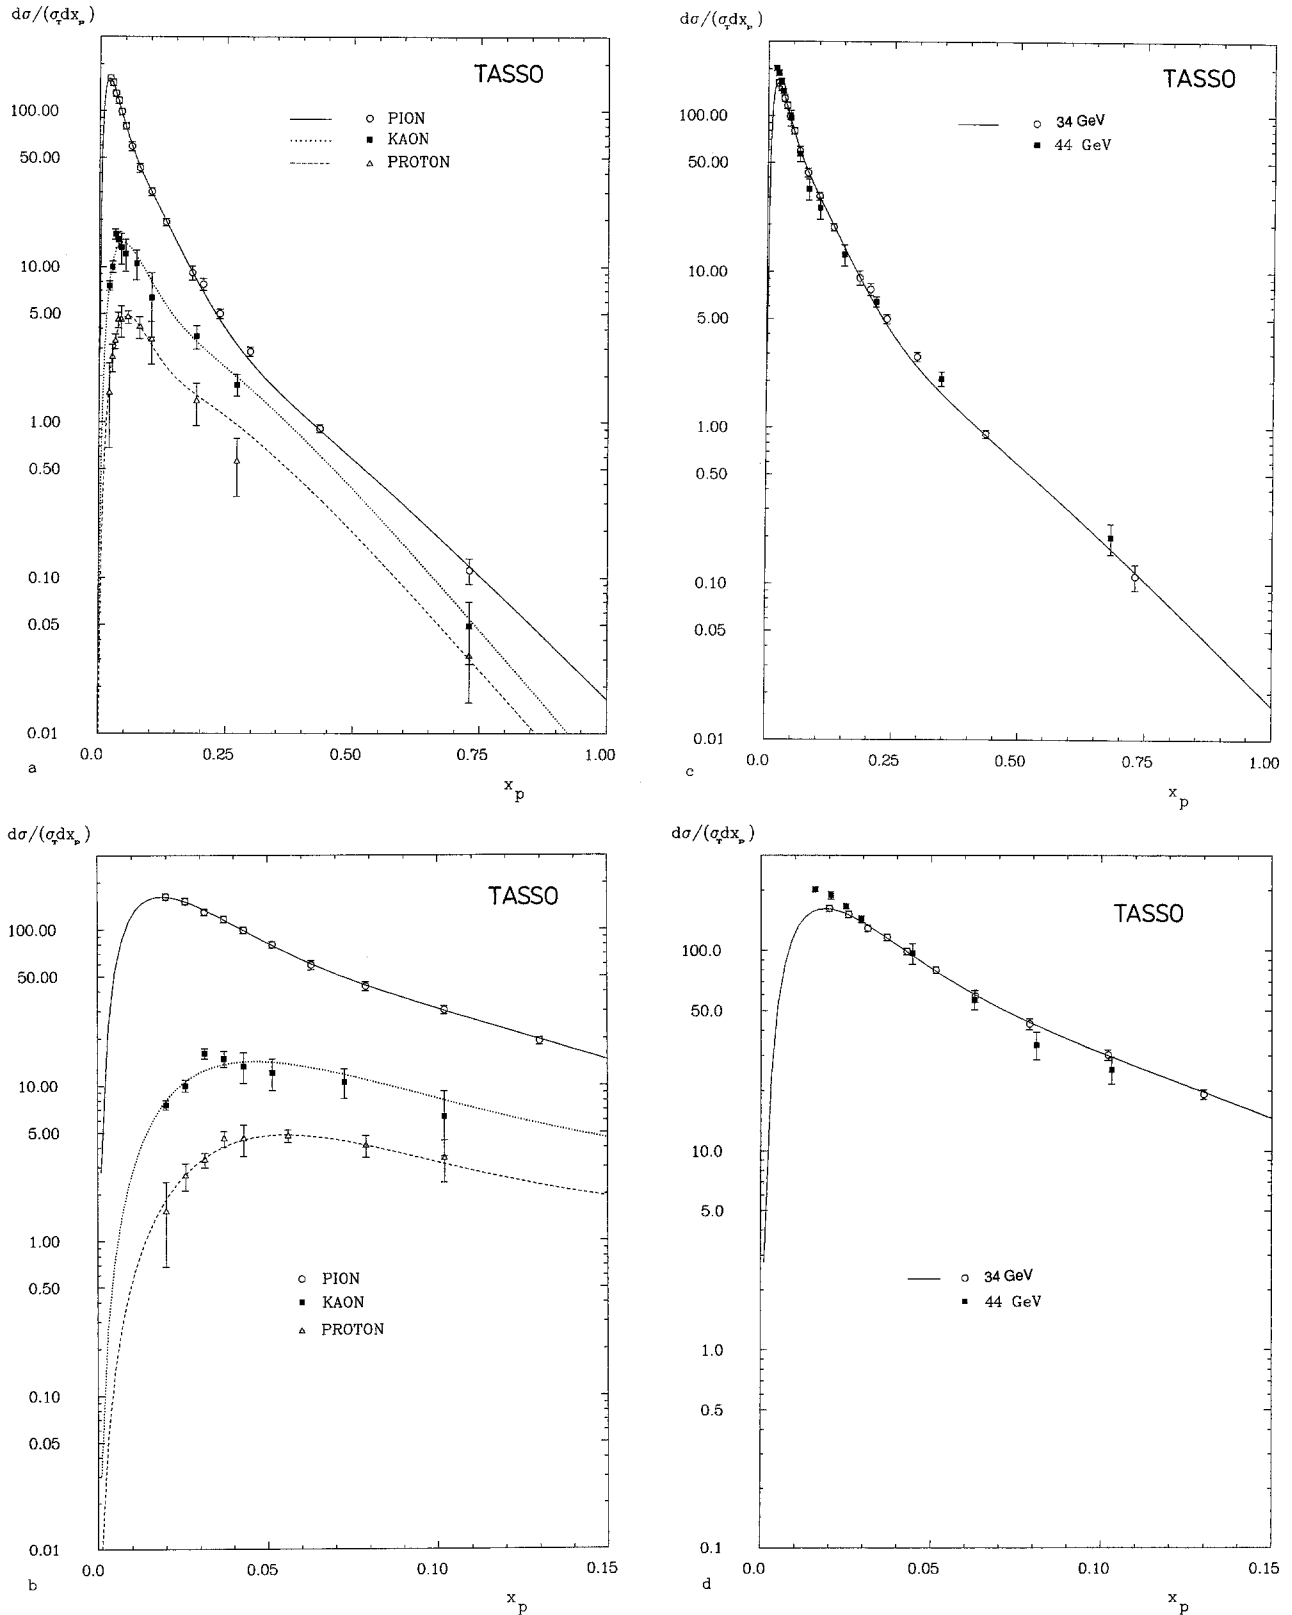 dσ/(σ_T dx_p)
TASSO
PION
KAON
PROTON
100.00
50.00
10.00
5.00
1.00
0.50
0.10
0.05
0.01
0.0 0.25 0.50 0.75 1.00
a
x_p
dσ/(σ_T dx_p)
TASSO
34 GeV
44 GeV
100.00
50.00
10.00
5.00
1.00
0.50
0.10
0.05
0.01
0.0 0.25 0.50 0.75 1.00
c
x_p
dσ/(σ_T dx_p)
TASSO
100.00
50.00
10.00
5.00
1.00
0.50
0.10
0.05
0.01
PION
KAON
PROTON
0.0 0.05 0.10 0.15
b
x_p
dσ/(σ_T dx_p)
TASSO
100.0
50.0
10.0
5.0
1.0
0.5
0.1
34 GeV
44 GeV
0.0 0.05 0.10 0.15
d
x_p